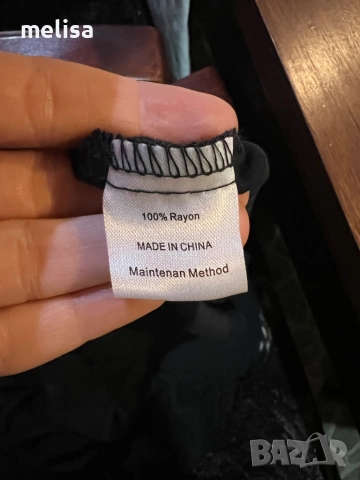 melisa
100% Rayon
MADE IN CHINA
Maintenan Method
BAZAR